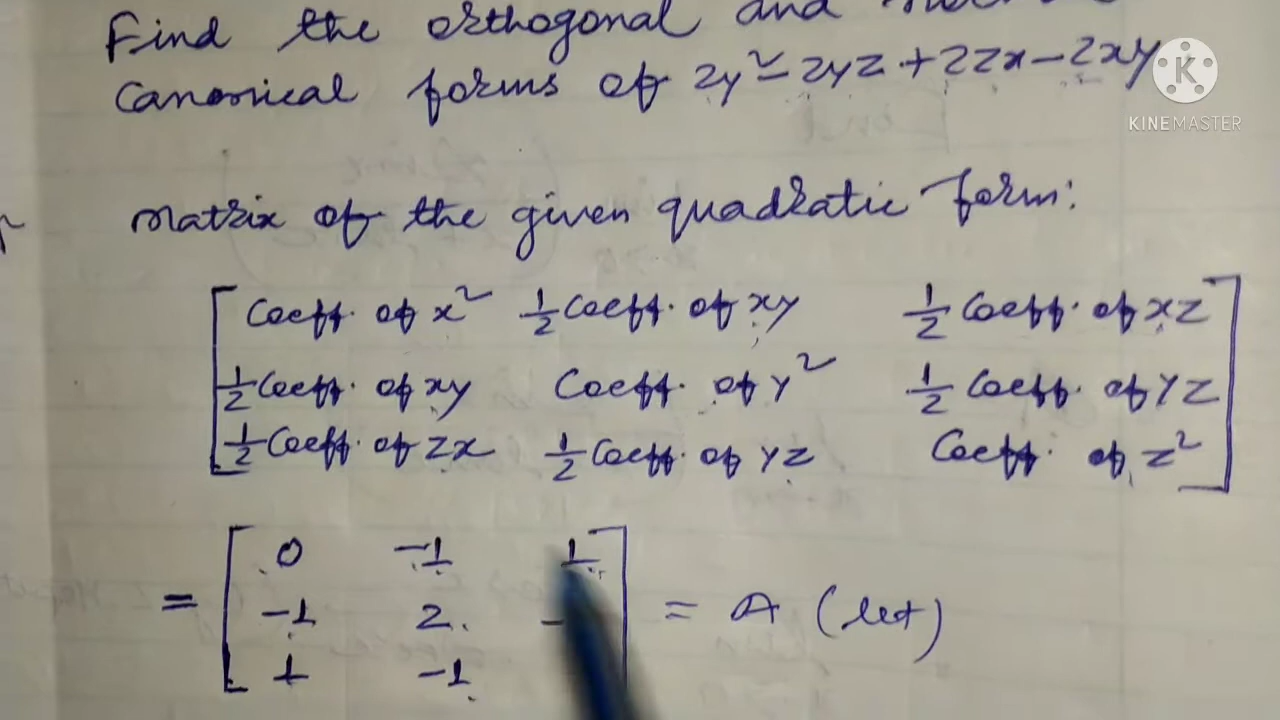 Find the orthogonal and
canonical forms of 2y²-2yz+2zx-2xy
KINEMASTER
matrix of the given quadratic form:
[ Coeff. of x² ½ Coeff. of xy ½ Coeff. of xz ]
½ Coeff. of xy Coeff. of y² ½ Coeff. of yz
½ Coeff. of zx ½ Coeff. of yz Coeff. of z²
0 -1 1
= -1 2 - = A (let)
1 -1